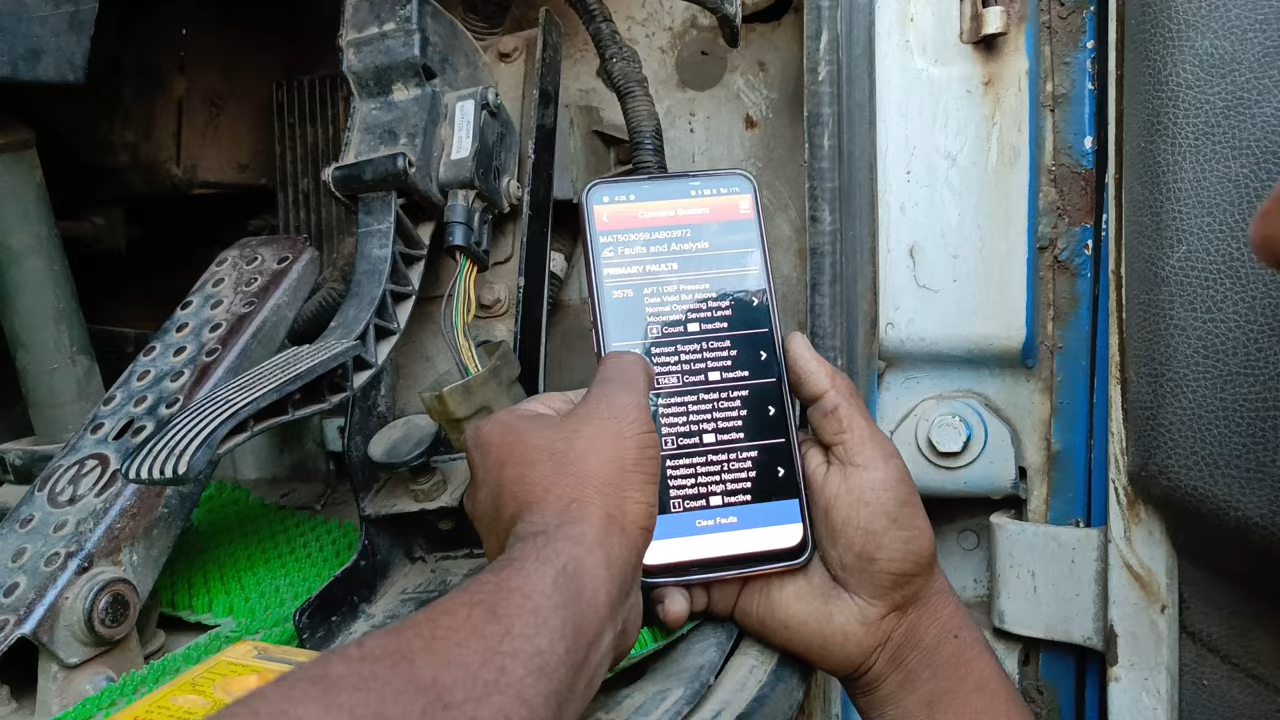 4:25
11%
Cummins Guidanz
MAT503059JAB03972
Faults and Analysis
PRIMARY FAULTS
3575
AFT 1 DEF Pressure
Data Valid But Above
Normal Operating Range -
Moderately Severe Level
4 Count Inactive
Sensor Supply 5 Circuit
Voltage Below Normal or
Shorted to Low Source
11436 Count Inactive
Accelerator Pedal or Lever
Position Sensor 1 Circuit
Voltage Above Normal or
Shorted to High Source
2 Count Inactive
Accelerator Pedal or Lever
Position Sensor 2 Circuit
Voltage Above Normal or
Shorted to High Source
1 Count Inactive
Clear Faults